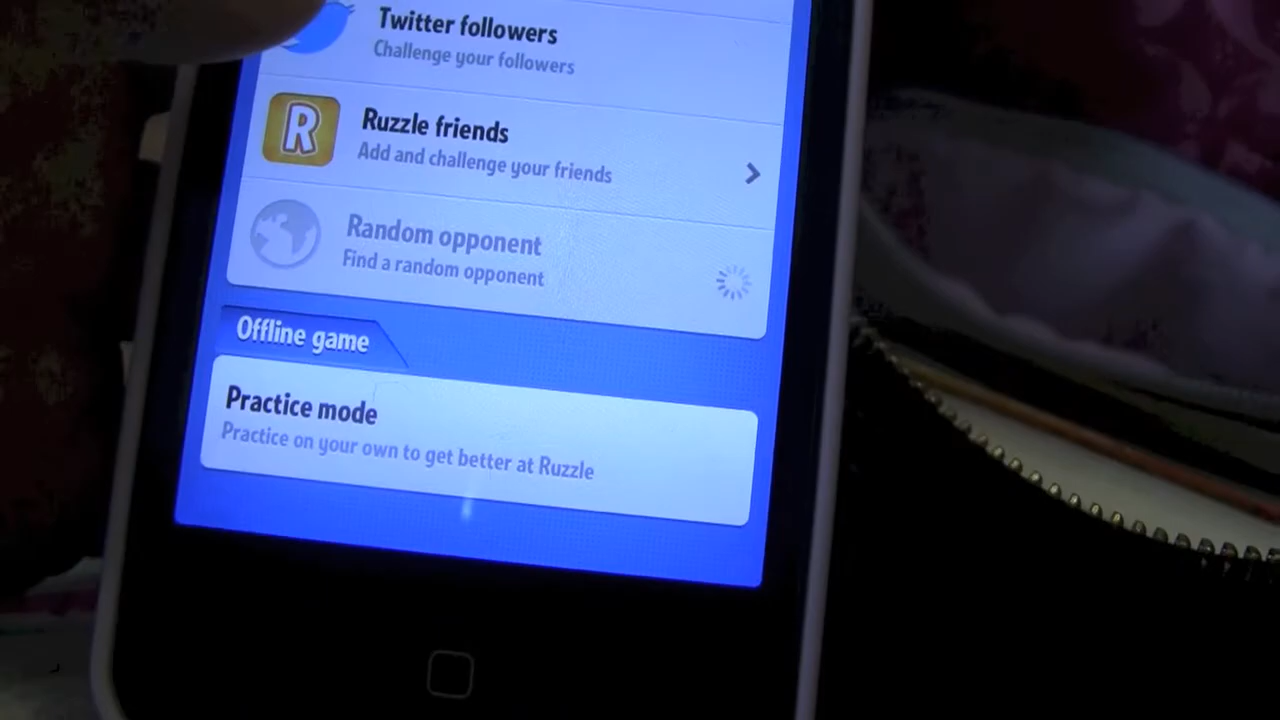 Twitter followers
Challenge your followers
R
Ruzzle friends
Add and challenge your friends
Random opponent
Find a random opponent
Offline game
Practice mode
Practice on your own to get better at Ruzzle